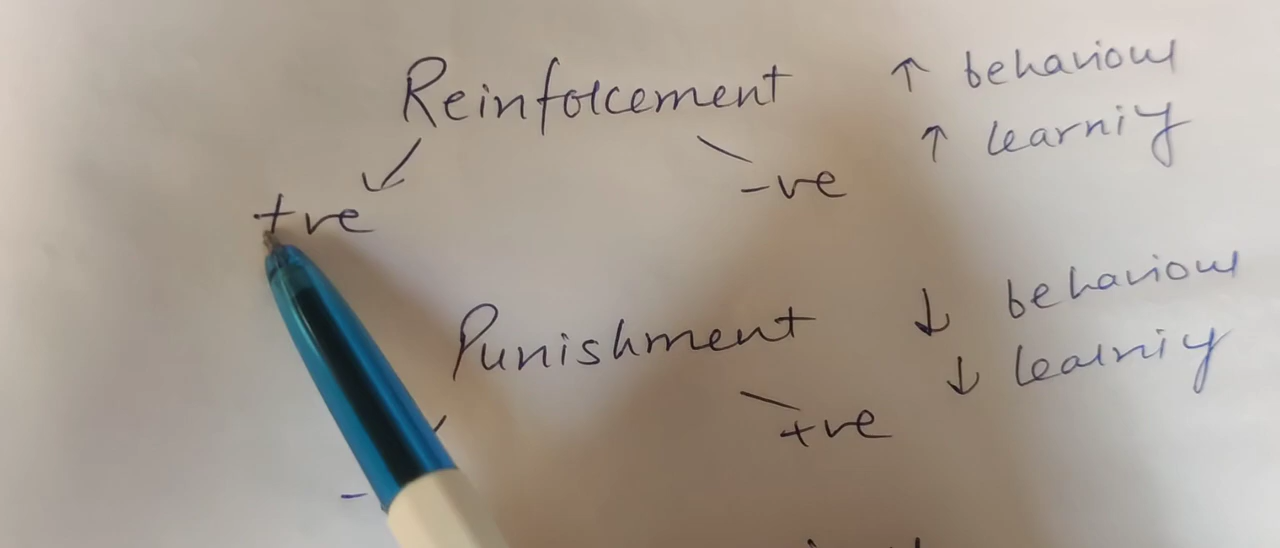 Reinforcement ↑ behaviour
↑ learning
+ve -ve
Punishment ↓ behaviour
↓ learning
+ve
-